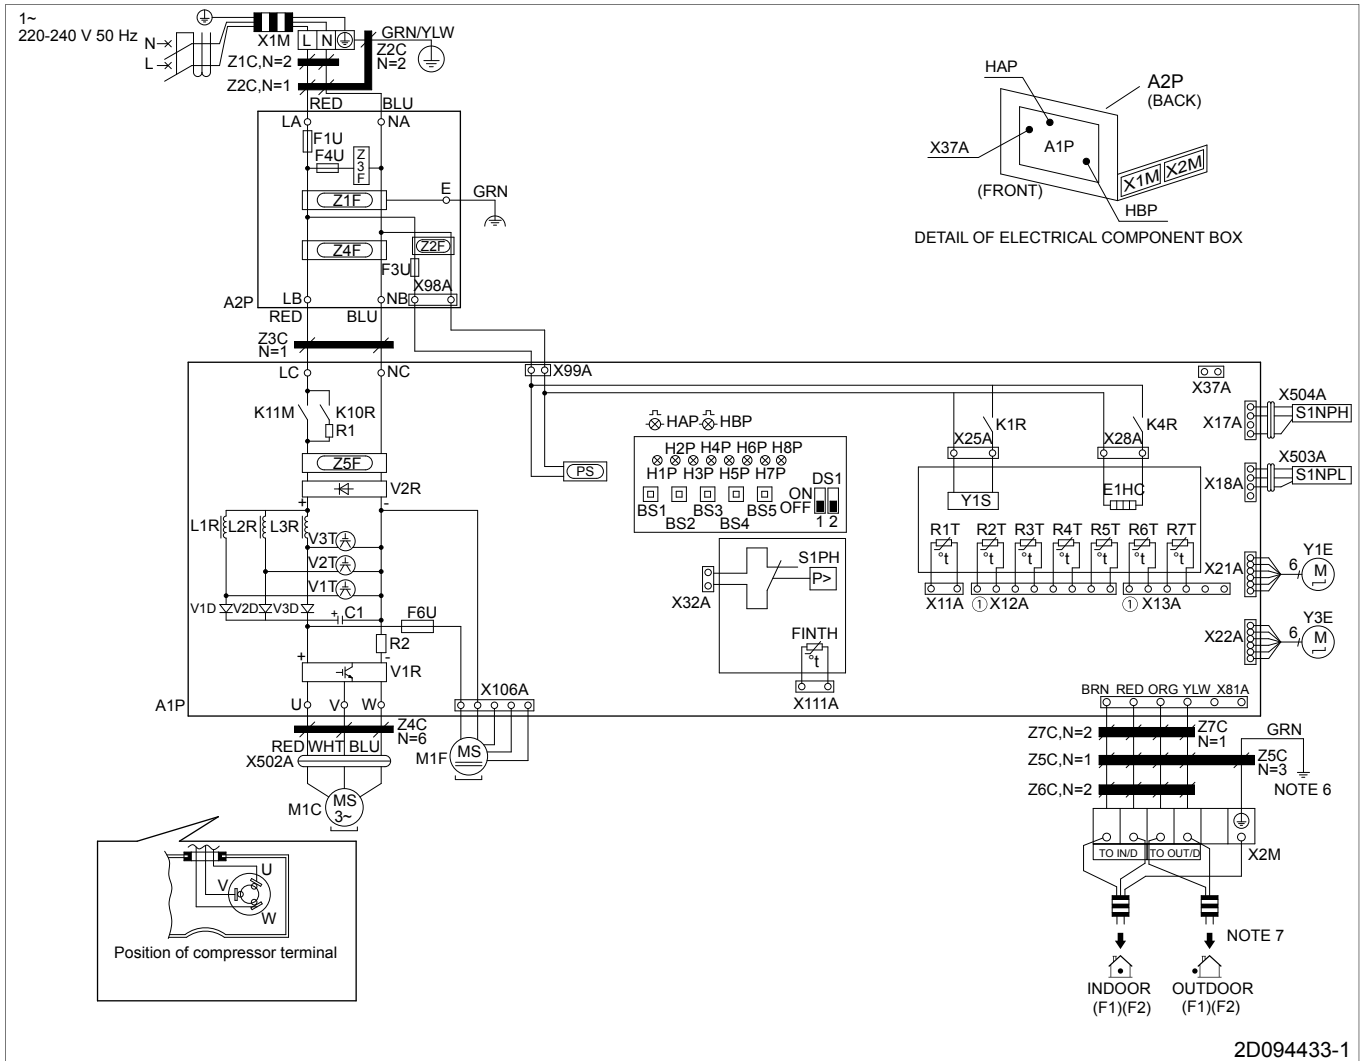 1~
220-240 V 50 Hz
N
L
X1M
L N
GRN/YLW
Z1C,N=2
Z2C
N=2
Z2C,N=1
RED
BLU
LA
NA
F1U
F4U
Z3F
Z1F
E
GRN
Z4F
Z2F
F3U
X98A
A2P
LB
NB
RED
BLU
Z3C
N=1
HAP
A2P
(BACK)
X37A
A1P
(FRONT)
X1M X2M
HBP
DETAIL OF ELECTRICAL COMPONENT BOX
LC
NC
X99A
X37A
K11M
K10R
R1
Z5F
V2R
+
-
L1R
L2R
L3R
V3T
V2T
V1T
V1D
V2D
V3D
+
C1
F6U
R2
+
-
V1R
A1P
U
V
W
X106A
Z4C
N=6
RED WHT BLU
X502A
M1F
MS
M1C
MS
3~
PS
HAP
HBP
H2P H4P H6P H8P
H1P H3P H5P H7P
DS1
ON
OFF
1 2
BS1 BS3 BS5
BS2 BS4
X32A
S1PH
P>
FINTH
°t
X111A
K1R
K4R
X25A
X28A
Y1S
E1HC
R1T R2T R3T R4T R5T R6T R7T
°t °t °t °t °t °t °t
X11A
① X12A
① X13A
X504A
X17A
S1NPH
X503A
X18A
S1NPL
Y1E
X21A
6
M
Y3E
X22A
6
M
BRN RED ORG YLW X81A
Z7C,N=2
Z7C
N=1
GRN
Z5C,N=1
Z5C
N=3
Z6C,N=2
NOTE 6
TO IN/D
TO OUT/D
X2M
NOTE 7
INDOOR
(F1)(F2)
OUTDOOR
(F1)(F2)
U
V
W
Position of compressor terminal
2D094433-1